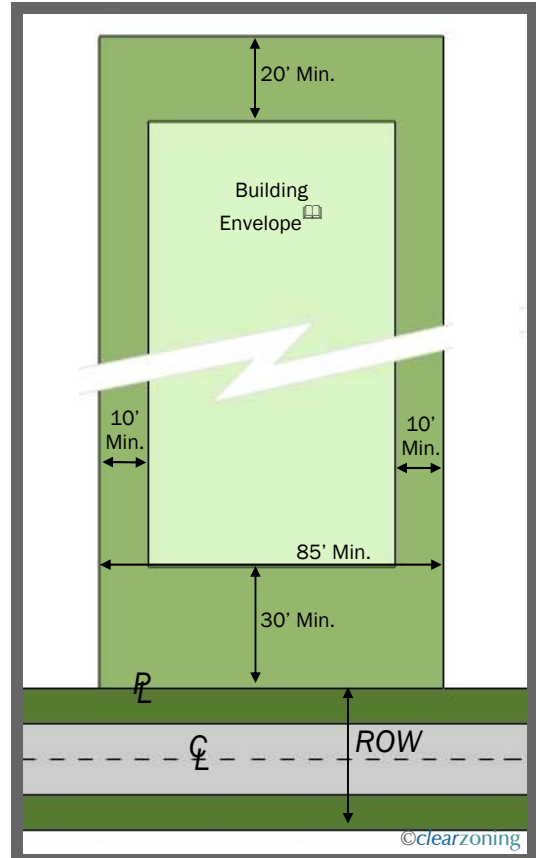 20’ Min.
Building
Envelope
10’
Min.
10’
Min.
85’ Min.
30’ Min.
PL
CL
ROW
©clearzoning